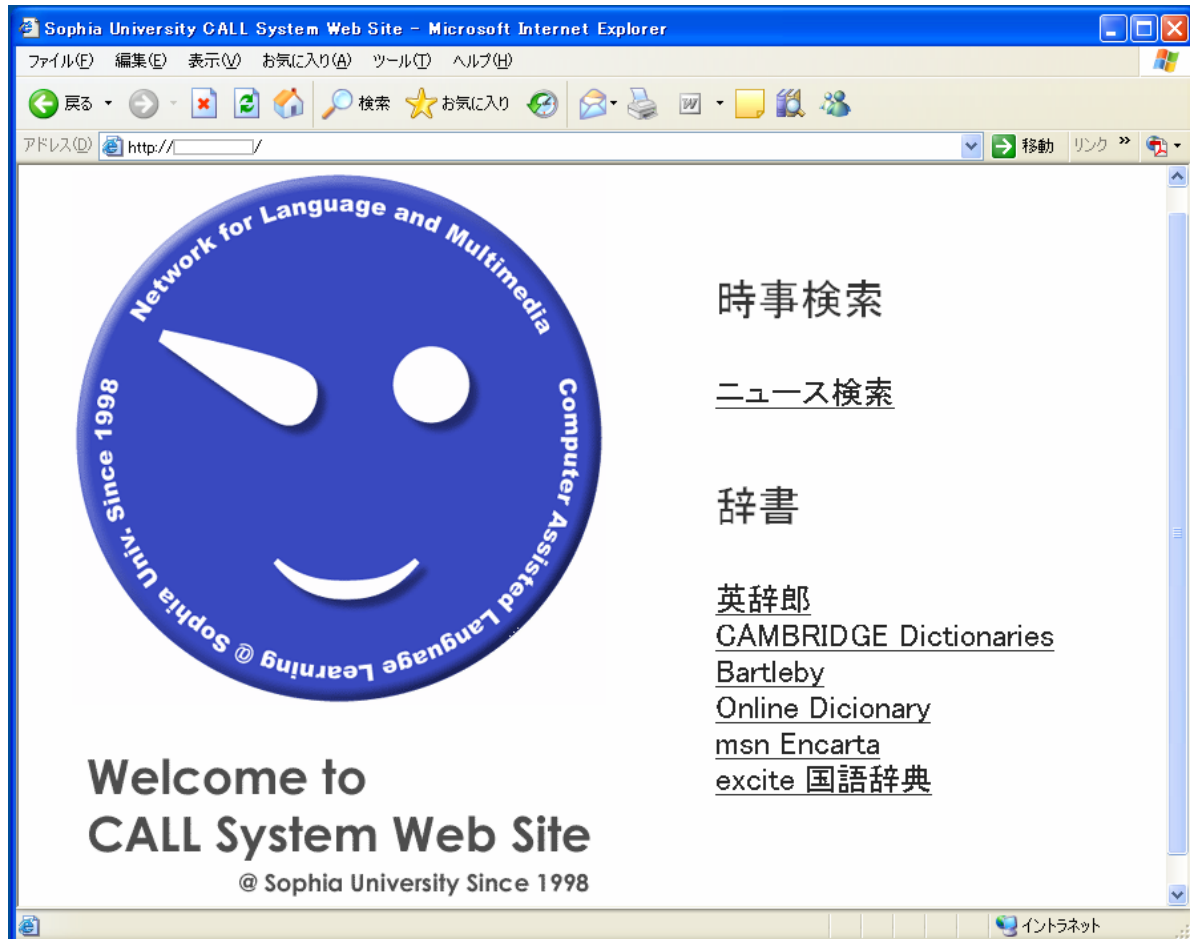 Sophia University CALL System Web Site - Microsoft Internet Explorer
ファイル(F) 編集(E) 表示(V) お気に入り(A) ツール(T) ヘルプ(H)
戻る 検索 お気に入り
アドレス(D) http:// / 移動 リンク »
Network for Language and Multimedia
Computer Assisted Language Learning @ Sophia Univ. Since 1998
Welcome to
CALL System Web Site
@ Sophia University Since 1998
時事検索
ニュース検索
辞書
英辞郎
CAMBRIDGE Dictionaries
Bartleby
Online Dicionary
msn Encarta
excite 国語辞典
イントラネット